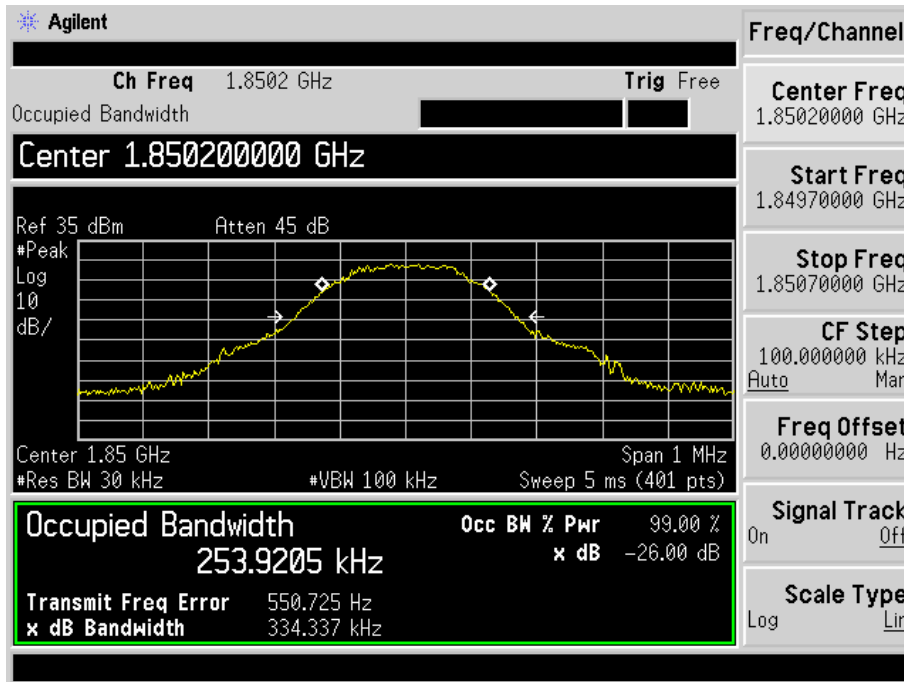 Agilent
Freq/Channel
Ch Freq 1.8502 GHz Trig Free
Occupied Bandwidth
Center 1.850200000 GHz
Ref 35 dBm Atten 45 dB
#Peak
Log
10
dB/
Center 1.85 GHz Span 1 MHz
#Res BW 30 kHz #VBW 100 kHz Sweep 5 ms (401 pts)
Occupied Bandwidth
253.9205 kHz
Occ BW % Pwr 99.00 %
x dB -26.00 dB
Transmit Freq Error 550.725 Hz
x dB Bandwidth 334.337 kHz
Center Freq
1.85020000 GHz
Start Freq
1.84970000 GHz
Stop Freq
1.85070000 GHz
CF Step
100.000000 kHz
Auto Man
Freq Offset
0.00000000 Hz
Signal Track
On Off
Scale Type
Log Lin